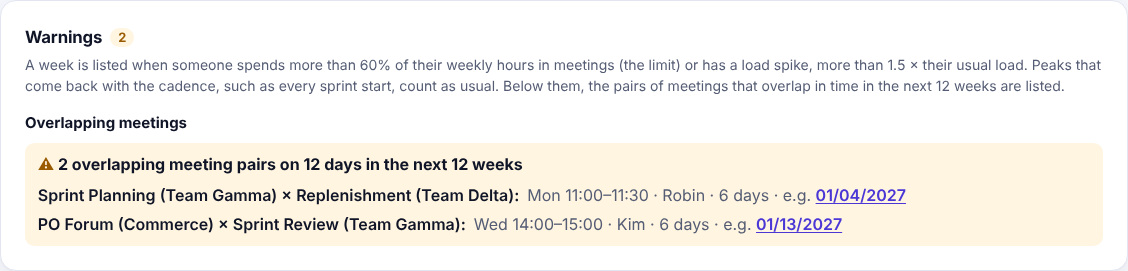 Warnings 2
A week is listed when someone spends more than 60% of their weekly hours in meetings (the limit) or has a load spike, more than 1.5 × their usual load. Peaks that
come back with the cadence, such as every sprint start, count as usual. Below them, the pairs of meetings that overlap in time in the next 12 weeks are listed.
Overlapping meetings
⚠ 2 overlapping meeting pairs on 12 days in the next 12 weeks
Sprint Planning (Team Gamma) × Replenishment (Team Delta): Mon 11:00–11:30 · Robin · 6 days · e.g. 01/04/2027
PO Forum (Commerce) × Sprint Review (Team Gamma): Wed 14:00–15:00 · Kim · 6 days · e.g. 01/13/2027